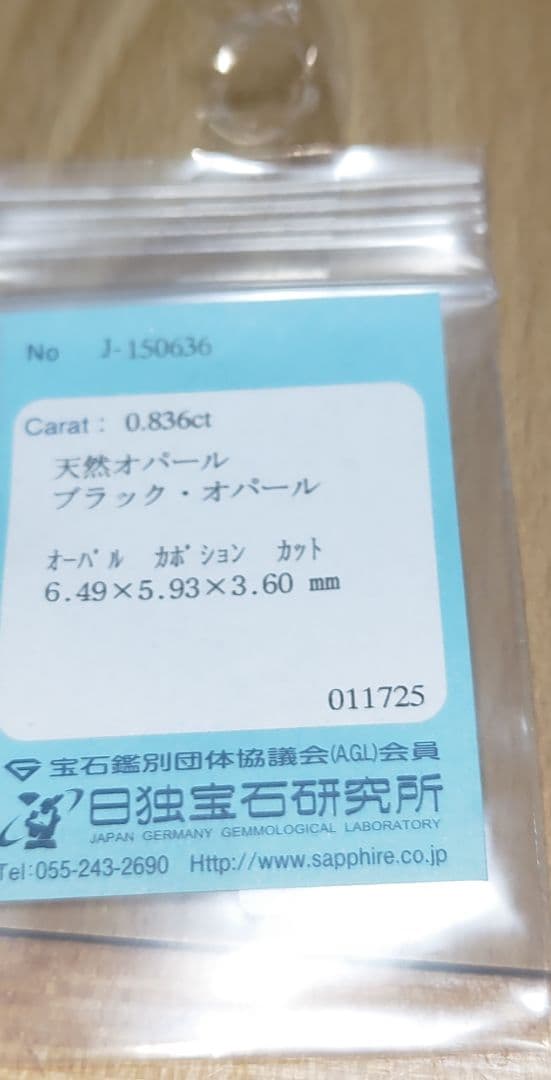 No J-150636
Carat： 0.836ct
天然オパール
ブラック・オパール
ｵｰﾊﾞﾙ ｶﾎﾞｼｮﾝ ｶｯﾄ
6.49×5.93×3.60 mm
011725
宝石鑑別団体協議会(AGL)会員
日独宝石研究所
JAPAN GERMANY GEMMOLOGICAL LABORATORY
Tel:055-243-2690 Http://www.sapphire.co.jp